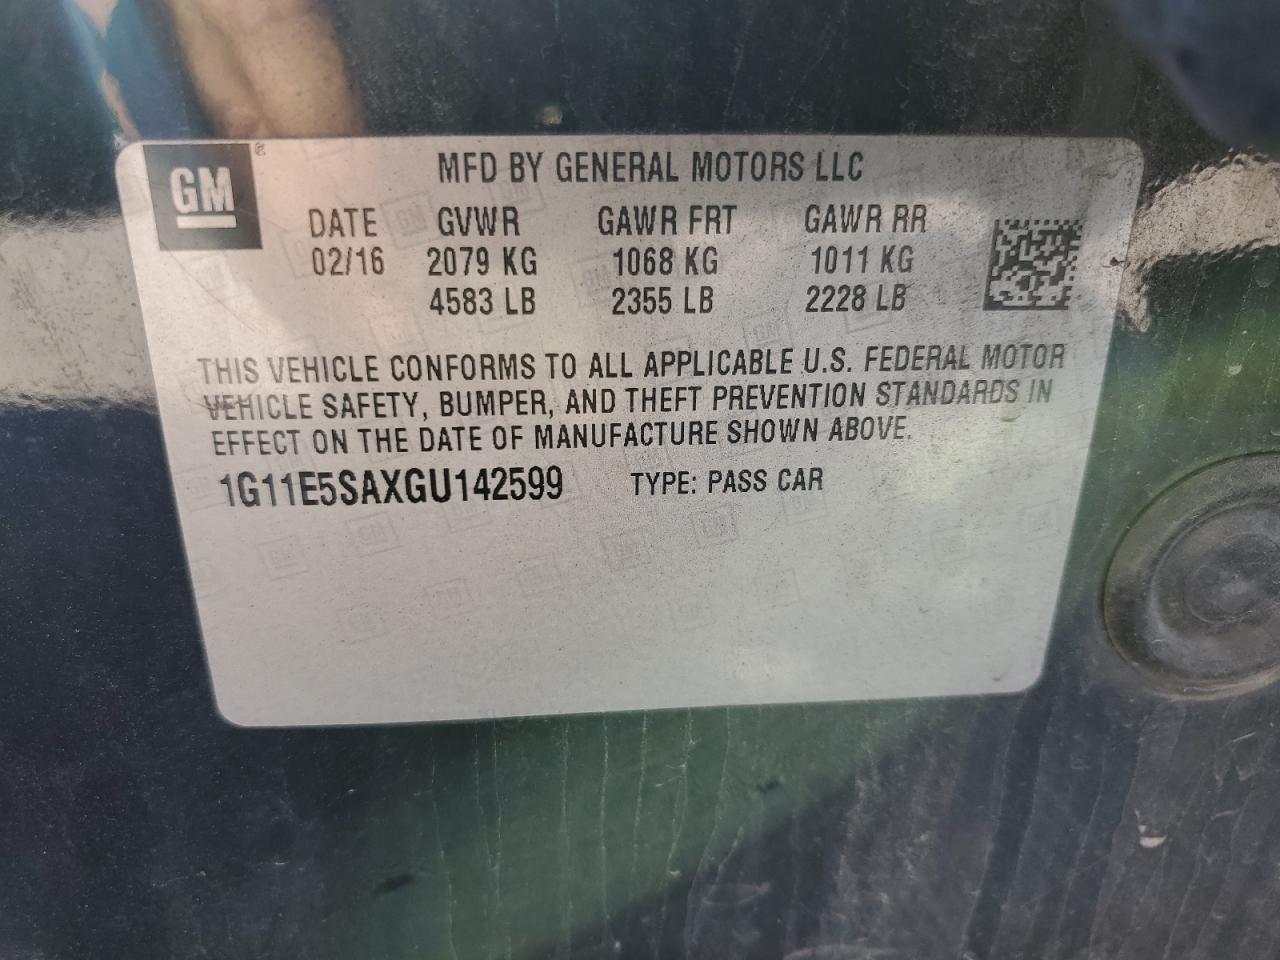 GM ®
MFD BY GENERAL MOTORS LLC
DATE GVWR GAWR FRT GAWR RR
02/16 2079 KG 1068 KG 1011 KG
4583 LB 2355 LB 2228 LB
THIS VEHICLE CONFORMS TO ALL APPLICABLE U.S. FEDERAL MOTOR
VEHICLE SAFETY, BUMPER, AND THEFT PREVENTION STANDARDS IN
EFFECT ON THE DATE OF MANUFACTURE SHOWN ABOVE.
1G11E5SAXGU142599 TYPE: PASS CAR